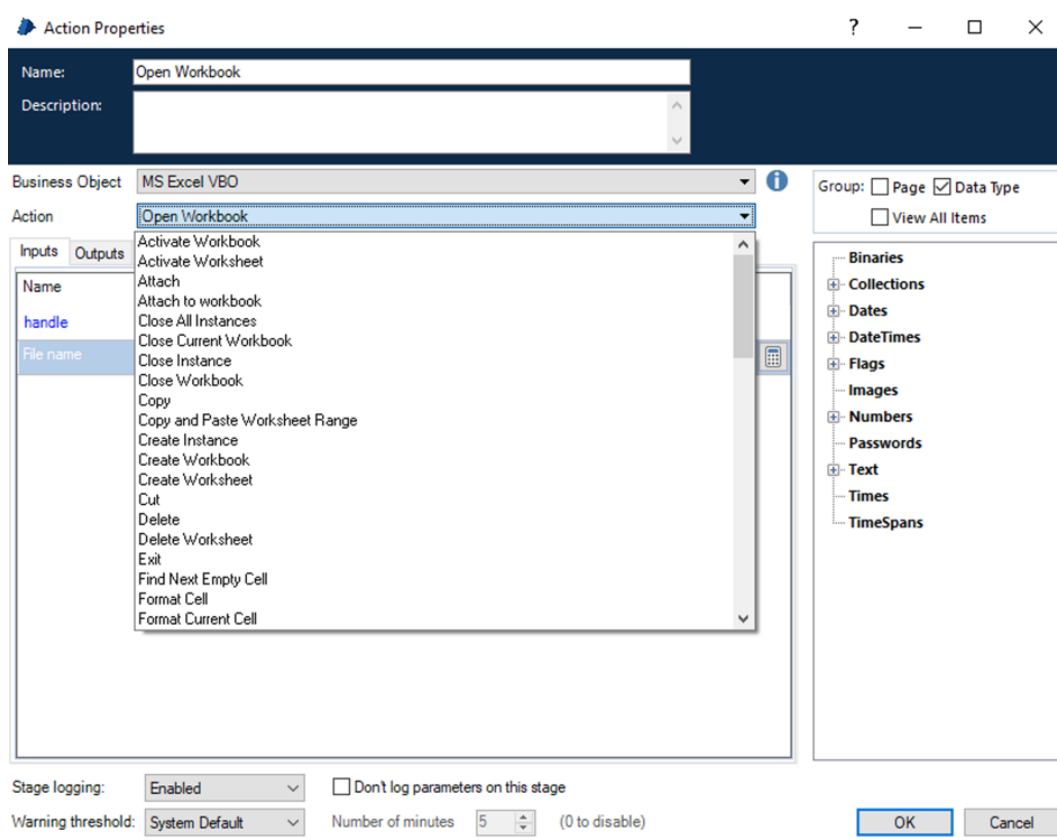 Action Properties
?
Name:
Open Workbook
Description:
Business Object
MS Excel VBO
Action
Open Workbook
Group: Page Data Type
View All Items
Inputs Outputs
Name
handle
File name
Activate Workbook
Activate Worksheet
Attach
Attach to workbook
Close All Instances
Close Current Workbook
Close Instance
Close Workbook
Copy
Copy and Paste Worksheet Range
Create Instance
Create Workbook
Create Worksheet
Cut
Delete
Delete Worksheet
Exit
Find Next Empty Cell
Format Cell
Format Current Cell
Binaries
Collections
Dates
DateTimes
Flags
Images
Numbers
Passwords
Text
Times
TimeSpans
Stage logging: Enabled Don't log parameters on this stage
Warning threshold: System Default Number of minutes 5 (0 to disable)
OK Cancel